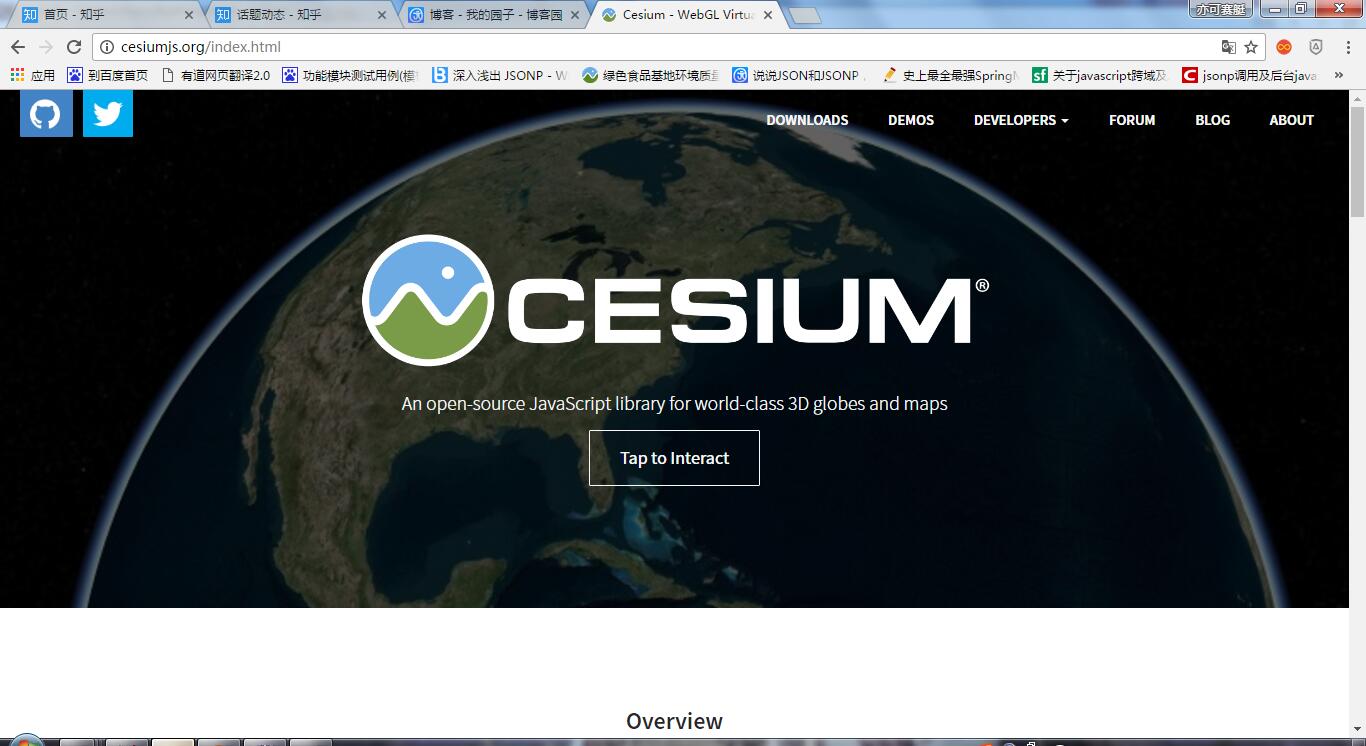 亦可赛艇
首页 - 知乎
话题动态 - 知乎
博客 - 我的园子 - 博客园
Cesium - WebGL Virtu
cesiumjs.org/index.html
应用
到百度首页
有道网页翻译2.0
功能模块测试用例(模
深入浅出 JSONP - W
绿色食品基地环境质
说说JSON和JSONP
史上最全最强Spring
关于javascript跨域及
jsonp调用及后台java
DOWNLOADS
DEMOS
DEVELOPERS
FORUM
BLOG
ABOUT
CESIUM®
An open-source JavaScript library for world-class 3D globes and maps
Tap to Interact
Overview